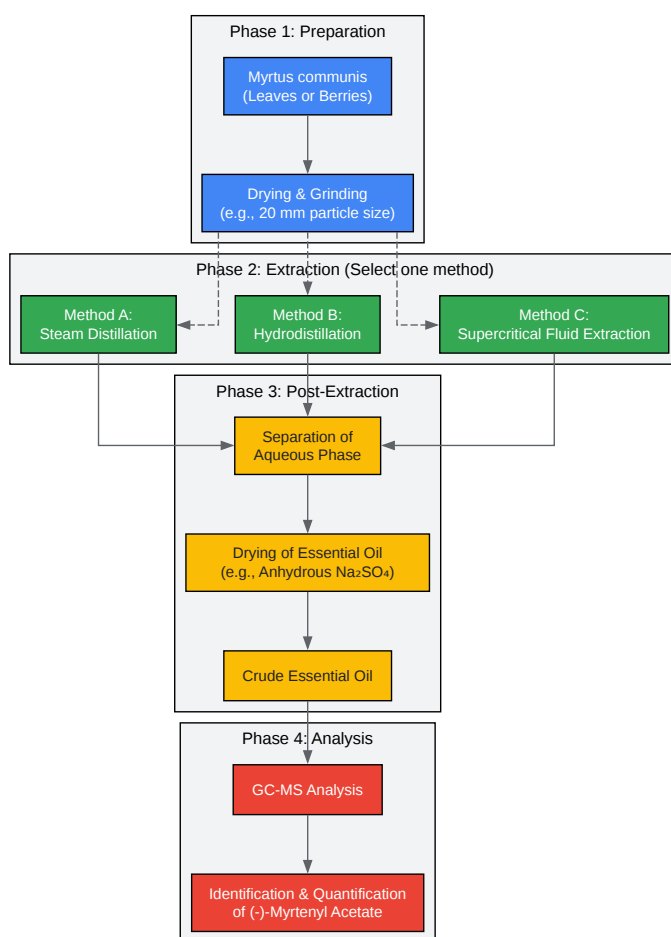 Phase 1: Preparation
Myrtus communis
(Leaves or Berries)
Drying & Grinding
(e.g., 20 mm particle size)
Phase 2: Extraction (Select one method)
Method A:
Steam Distillation
Method B:
Hydrodistillation
Method C:
Supercritical Fluid Extraction
Phase 3: Post-Extraction
Separation of
Aqueous Phase
Drying of Essential Oil
(e.g., Anhydrous Na₂SO₄)
Crude Essential Oil
Phase 4: Analysis
GC-MS Analysis
Identification & Quantification
of (-)-Myrtenyl Acetate